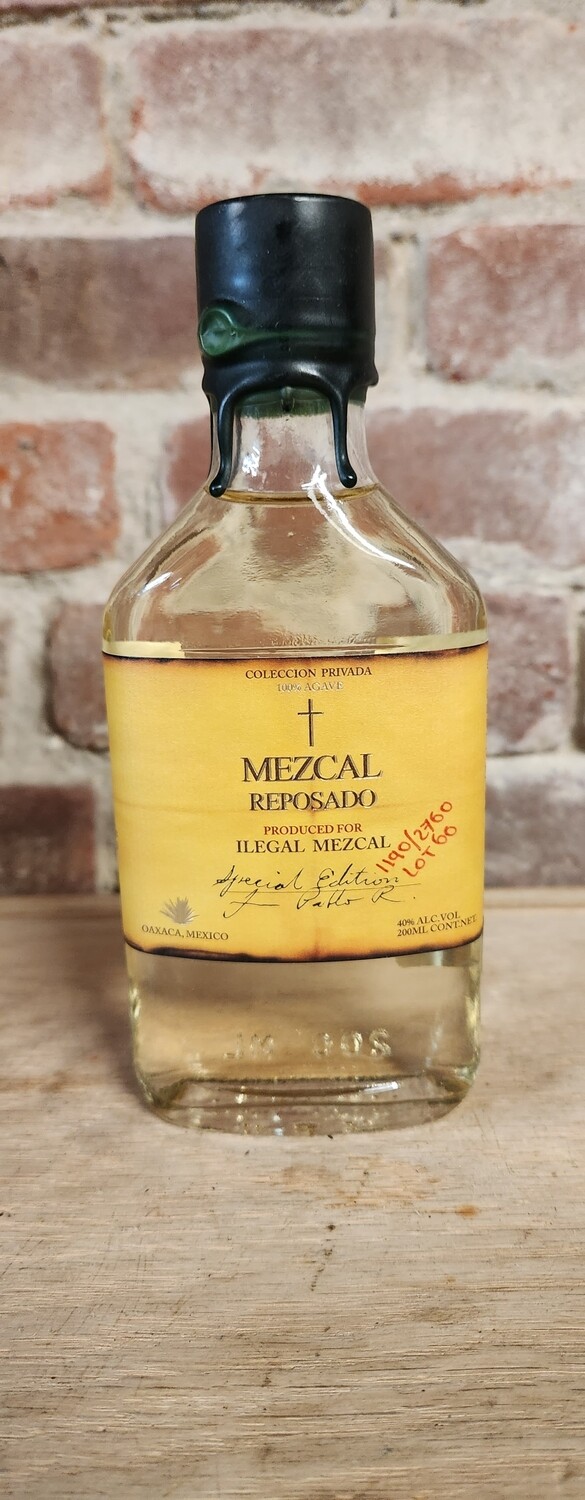 COLECCION PRIVADA
100% AGAVE
MEZCAL
REPOSADO
PRODUCED FOR
ILEGAL MEZCAL
1190/2760
LOT 60
Special Edition
Pablo R.
OAXACA, MEXICO
40% ALC.VOL
200ML CONT.NET.